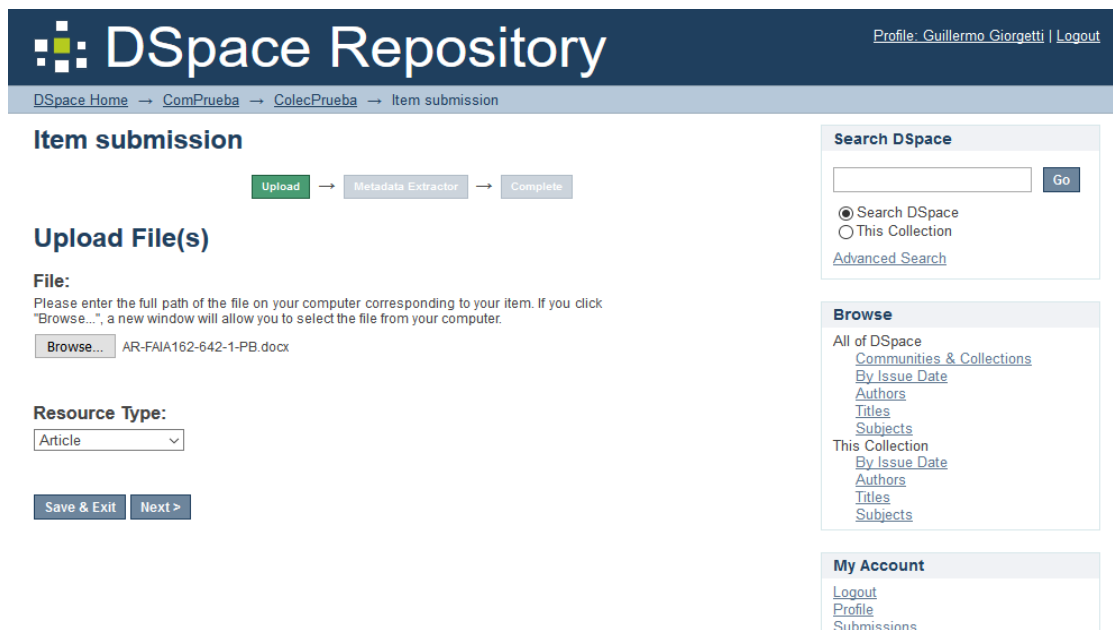 DSpace Repository
Profile: Guillermo Giorgetti | Logout
DSpace Home → ComPrueba → ColecPrueba → Item submission
Item submission
Upload → Metadata Extractor → Complete
Upload File(s)
File:
Please enter the full path of the file on your computer corresponding to your item. If you click
"Browse...", a new window will allow you to select the file from your computer.
Browse... AR-FAIA162-642-1-PB.docx
Resource Type:
Article
Save & Exit Next >
Search DSpace
Go
Search DSpace
This Collection
Advanced Search
Browse
All of DSpace
Communities & Collections
By Issue Date
Authors
Titles
Subjects
This Collection
By Issue Date
Authors
Titles
Subjects
My Account
Logout
Profile
Submissions